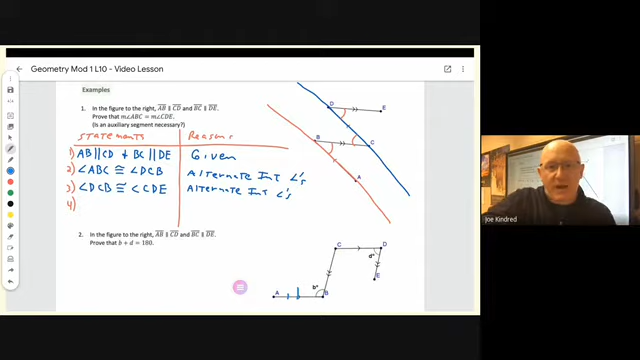 Geometry Mod 1 L10 - Video Lesson
Examples
1. In the figure to the right, AB ∥ CD and BC ∥ DE.
Prove that m∠ABC = m∠CDE.
(Is an auxiliary segment necessary?)
Statements Reasons
1) AB||CD + BC||DE Given
2) ∠ABC ≅ ∠DCB Alternate Int ∠'s
3) ∠DCB ≅ ∠CDE Alternate Int ∠'s
4)
D E
B C
A
2. In the figure to the right, AB ∥ CD and BC ∥ DE.
Prove that b + d = 180.
C D
d°
E
b°
A B
Joe Kindred